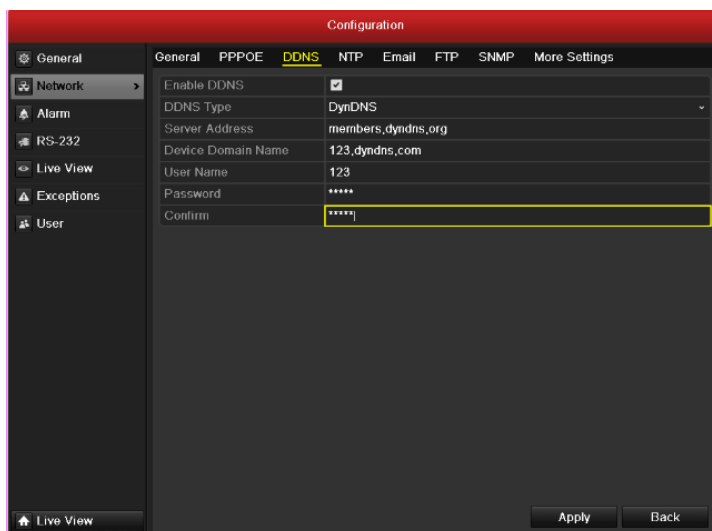 Configuration
General
Network >
Alarm
RS-232
Live View
Exceptions
User
General PPPOE DDNS NTP Email FTP SNMP More Settings
Enable DDNS
DDNS Type DynDNS
Server Address members,dyndns,org
Device Domain Name 123,dyndns,com
User Name 123
Password *****
Confirm *****
Live View
Apply Back